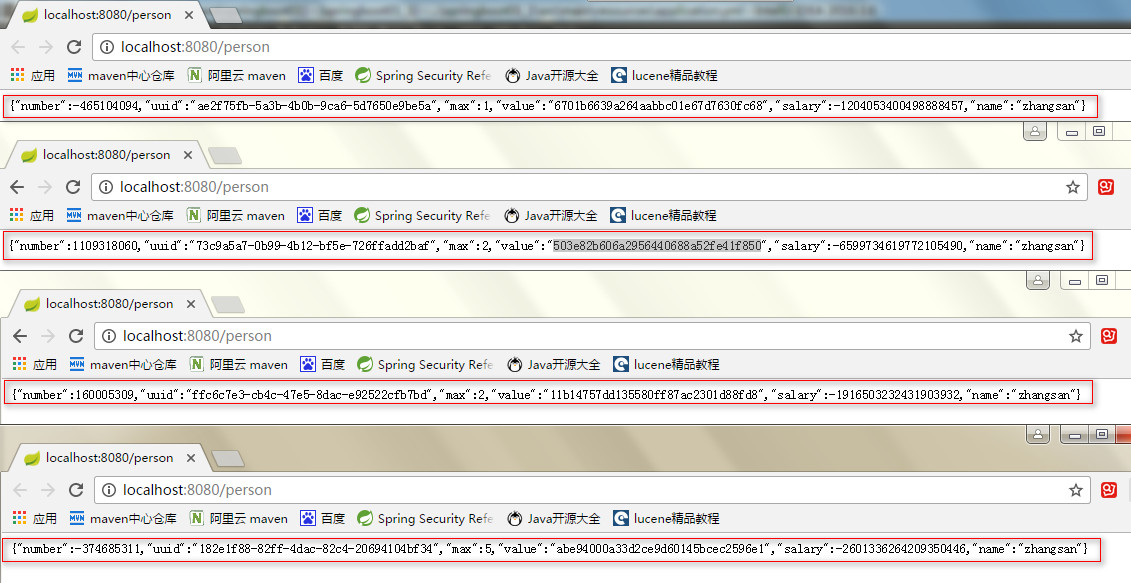 localhost:8080/person
localhost:8080/person
应用 maven中心仓库 阿里云 maven 百度 Spring Security Refe Java开源大全 lucene精品教程
{"number":-465104094,"uuid":"ae2f75fb-5a3b-4b0b-9ca6-5d7650e9be5a","max":1,"value":"6701b6639a264aabbc01e67d7630fc68","salary":-1204053400498888457,"name":"zhangsan"}
localhost:8080/person
localhost:8080/person
应用 maven中心仓库 阿里云 maven 百度 Spring Security Refe Java开源大全 lucene精品教程
{"number":1109318060,"uuid":"73c9a5a7-0b99-4b12-bf5e-726ffadd2baf","max":2,"value":"503e82b606a2956440688a52fe41f850","salary":-6599734619772105490,"name":"zhangsan"}
localhost:8080/person
localhost:8080/person
应用 maven中心仓库 阿里云 maven 百度 Spring Security Refe Java开源大全 lucene精品教程
{"number":160005309,"uuid":"ffc6c7e3-cb4c-47e5-8dac-e92522cfb7bd","max":2,"value":"11b14757dd135580ff87ac2301d88fd8","salary":-1916503232431903932,"name":"zhangsan"}
localhost:8080/person
localhost:8080/person
应用 maven中心仓库 阿里云 maven 百度 Spring Security Refe Java开源大全 lucene精品教程
{"number":-374685311,"uuid":"182e1f88-82ff-4dac-82c4-20694104bf34","max":5,"value":"abe94000a33d2ce9d60145bcec2596e1","salary":-2601336264209350446,"name":"zhangsan"}